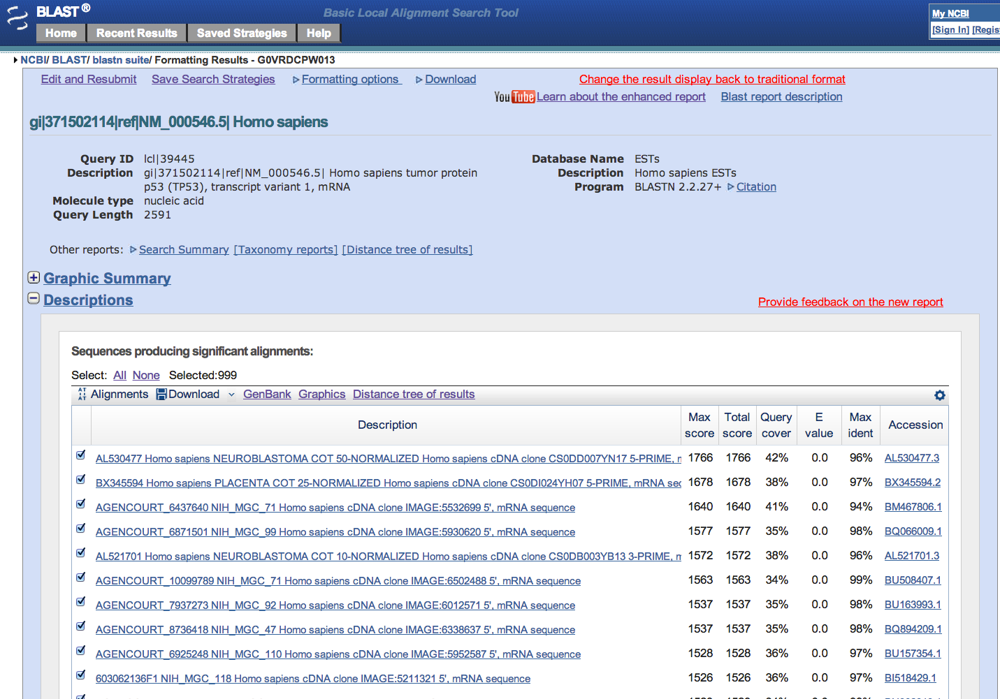 BLAST ® Basic Local Alignment Search Tool
My NCBI
Home Recent Results Saved Strategies Help
[Sign In] [Regis
NCBI/ BLAST/ blastn suite/ Formatting Results - G0VRDCPW013
Edit and Resubmit Save Search Strategies Formatting options Download Change the result display back to traditional format
YouTube Learn about the enhanced report Blast report description
gi|371502114|ref|NM_000546.5| Homo sapiens
Query ID lcl|39445
Description gi|371502114|ref|NM_000546.5| Homo sapiens tumor protein
p53 (TP53), transcript variant 1, mRNA
Molecule type nucleic acid
Query Length 2591
Database Name ESTs
Description Homo sapiens ESTs
Program BLASTN 2.2.27+ Citation
Other reports: Search Summary [Taxonomy reports] [Distance tree of results]
Graphic Summary
Descriptions
Provide feedback on the new report
Sequences producing significant alignments:
Select: All None Selected:999
Alignments Download GenBank Graphics Distance tree of results
Description Max score Total score Query cover E value Max ident Accession
AL530477 Homo sapiens NEUROBLASTOMA COT 50-NORMALIZED Homo sapiens cDNA clone CS0DD007YN17 5-PRIME, 1766 1766 42% 0.0 96% AL530477.3
BX345594 Homo sapiens PLACENTA COT 25-NORMALIZED Homo sapiens cDNA clone CS0DI024YH07 5-PRIME, mRNA sec 1678 1678 38% 0.0 97% BX345594.2
AGENCOURT_6437640 NIH_MGC_71 Homo sapiens cDNA clone IMAGE:5532699 5', mRNA sequence 1640 1640 41% 0.0 94% BM467806.1
AGENCOURT_6871501 NIH_MGC_99 Homo sapiens cDNA clone IMAGE:5930620 5', mRNA sequence 1577 1577 35% 0.0 98% BQ066009.1
AL521701 Homo sapiens NEUROBLASTOMA COT 10-NORMALIZED Homo sapiens cDNA clone CS0DB003YB13 3-PRIME, 1572 1572 38% 0.0 96% AL521701.3
AGENCOURT_10099789 NIH_MGC_71 Homo sapiens cDNA clone IMAGE:6502488 5', mRNA sequence 1563 1563 34% 0.0 99% BU508407.1
AGENCOURT_7937273 NIH_MGC_92 Homo sapiens cDNA clone IMAGE:6012571 5', mRNA sequence 1537 1537 35% 0.0 98% BU163993.1
AGENCOURT_8736418 NIH_MGC_47 Homo sapiens cDNA clone IMAGE:6338637 5', mRNA sequence 1537 1537 35% 0.0 98% BQ894209.1
AGENCOURT_6925248 NIH_MGC_110 Homo sapiens cDNA clone IMAGE:5952587 5', mRNA sequence 1528 1528 36% 0.0 97% BU157354.1
603062136F1 NIH_MGC_118 Homo sapiens cDNA clone IMAGE:5211321 5', mRNA sequence 1526 1526 36% 0.0 97% BI518429.1